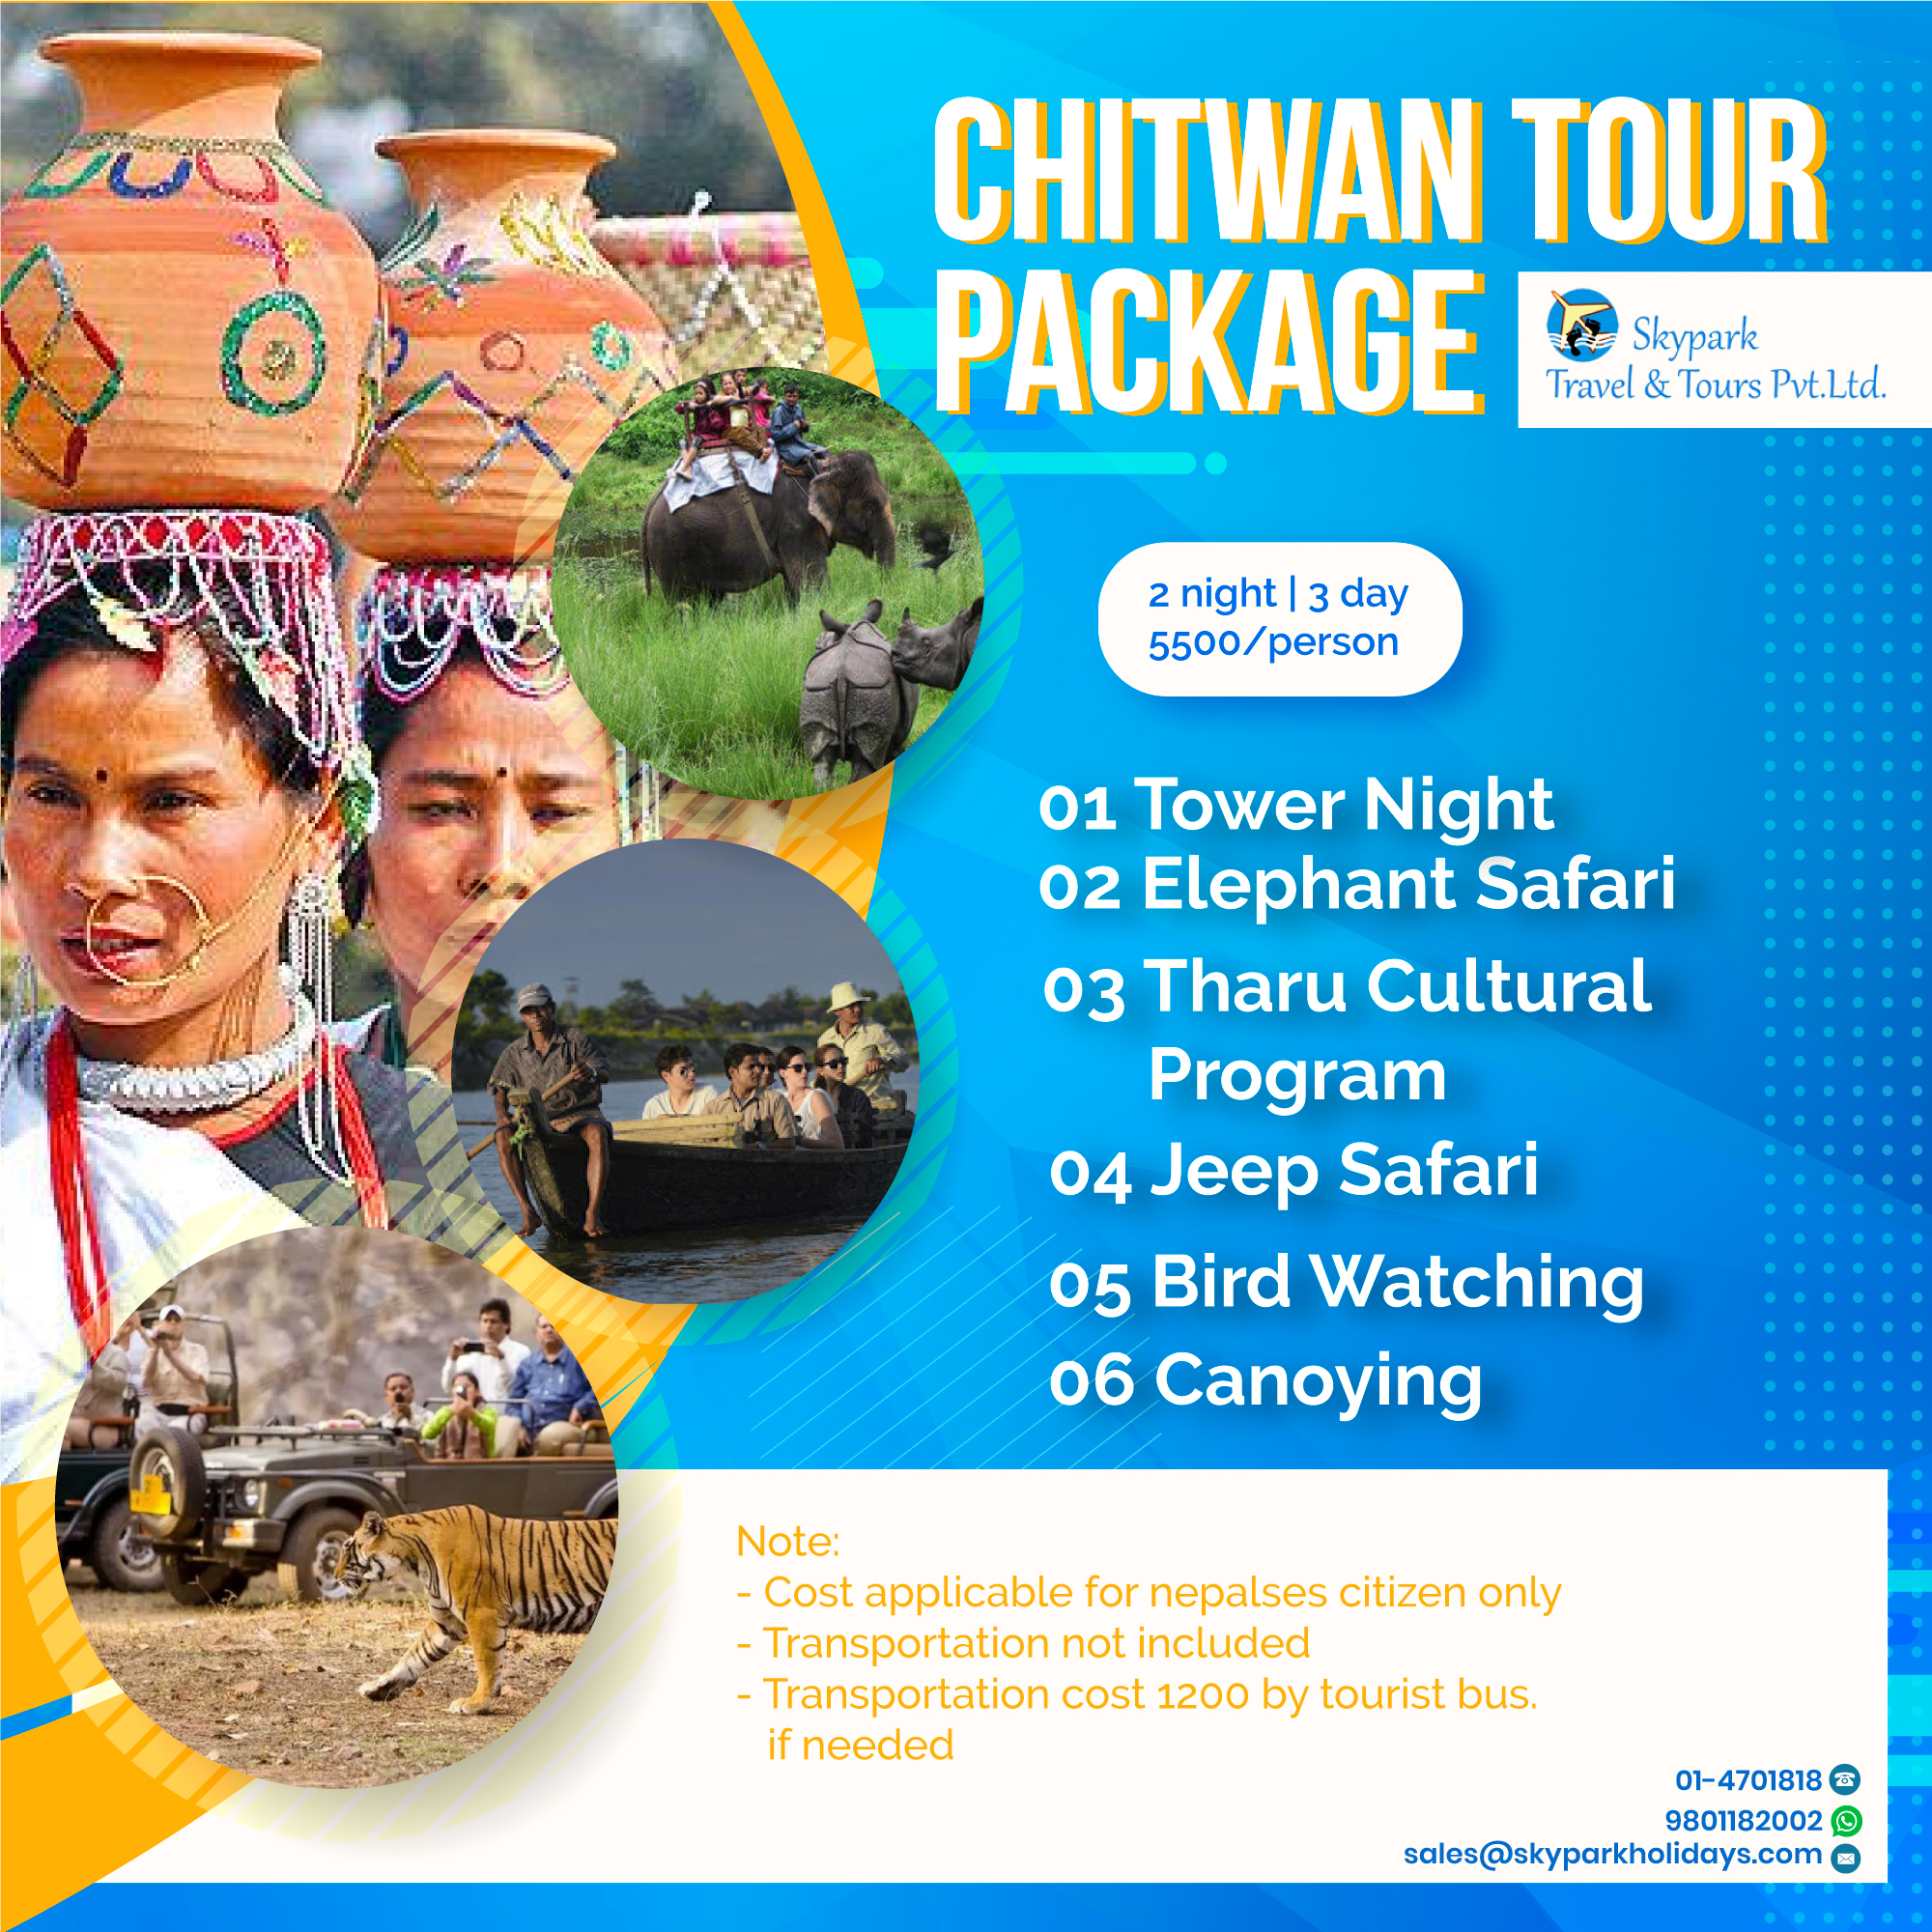 CHITWAN TOUR
PACKAGE
Skypark
Travel & Tours Pvt.Ltd.
2 night | 3 day
5500/person
01 Tower Night
02 Elephant Safari
03 Tharu Cultural
Program
04 Jeep Safari
05 Bird Watching
06 Canoying
Note:
- Cost applicable for nepalses citizen only
- Transportation not included
- Transportation cost 1200 by tourist bus.
if needed
01-4701818
9801182002
sales@skyparkholidays.com